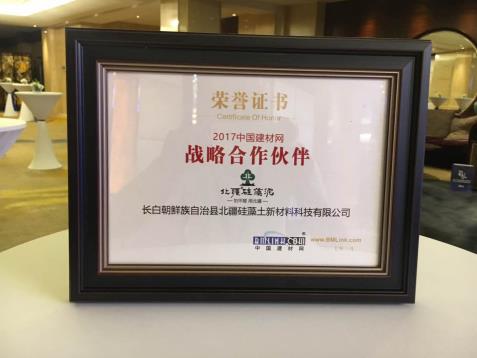 荣誉证书
Certificate Of Honor
2017中国建材网
战略合作伙伴
北疆硅藻泥
长白朝鲜族自治县北疆硅藻土新材料科技有限公司
BMLINK.COM www.BMLink.com
中国建材网